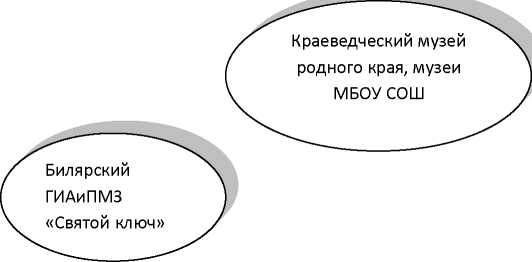 Краеведческий музей
родного края, музеи
МБОУ СОШ
Билярский
ГИАиПМЗ
«Святой ключ»